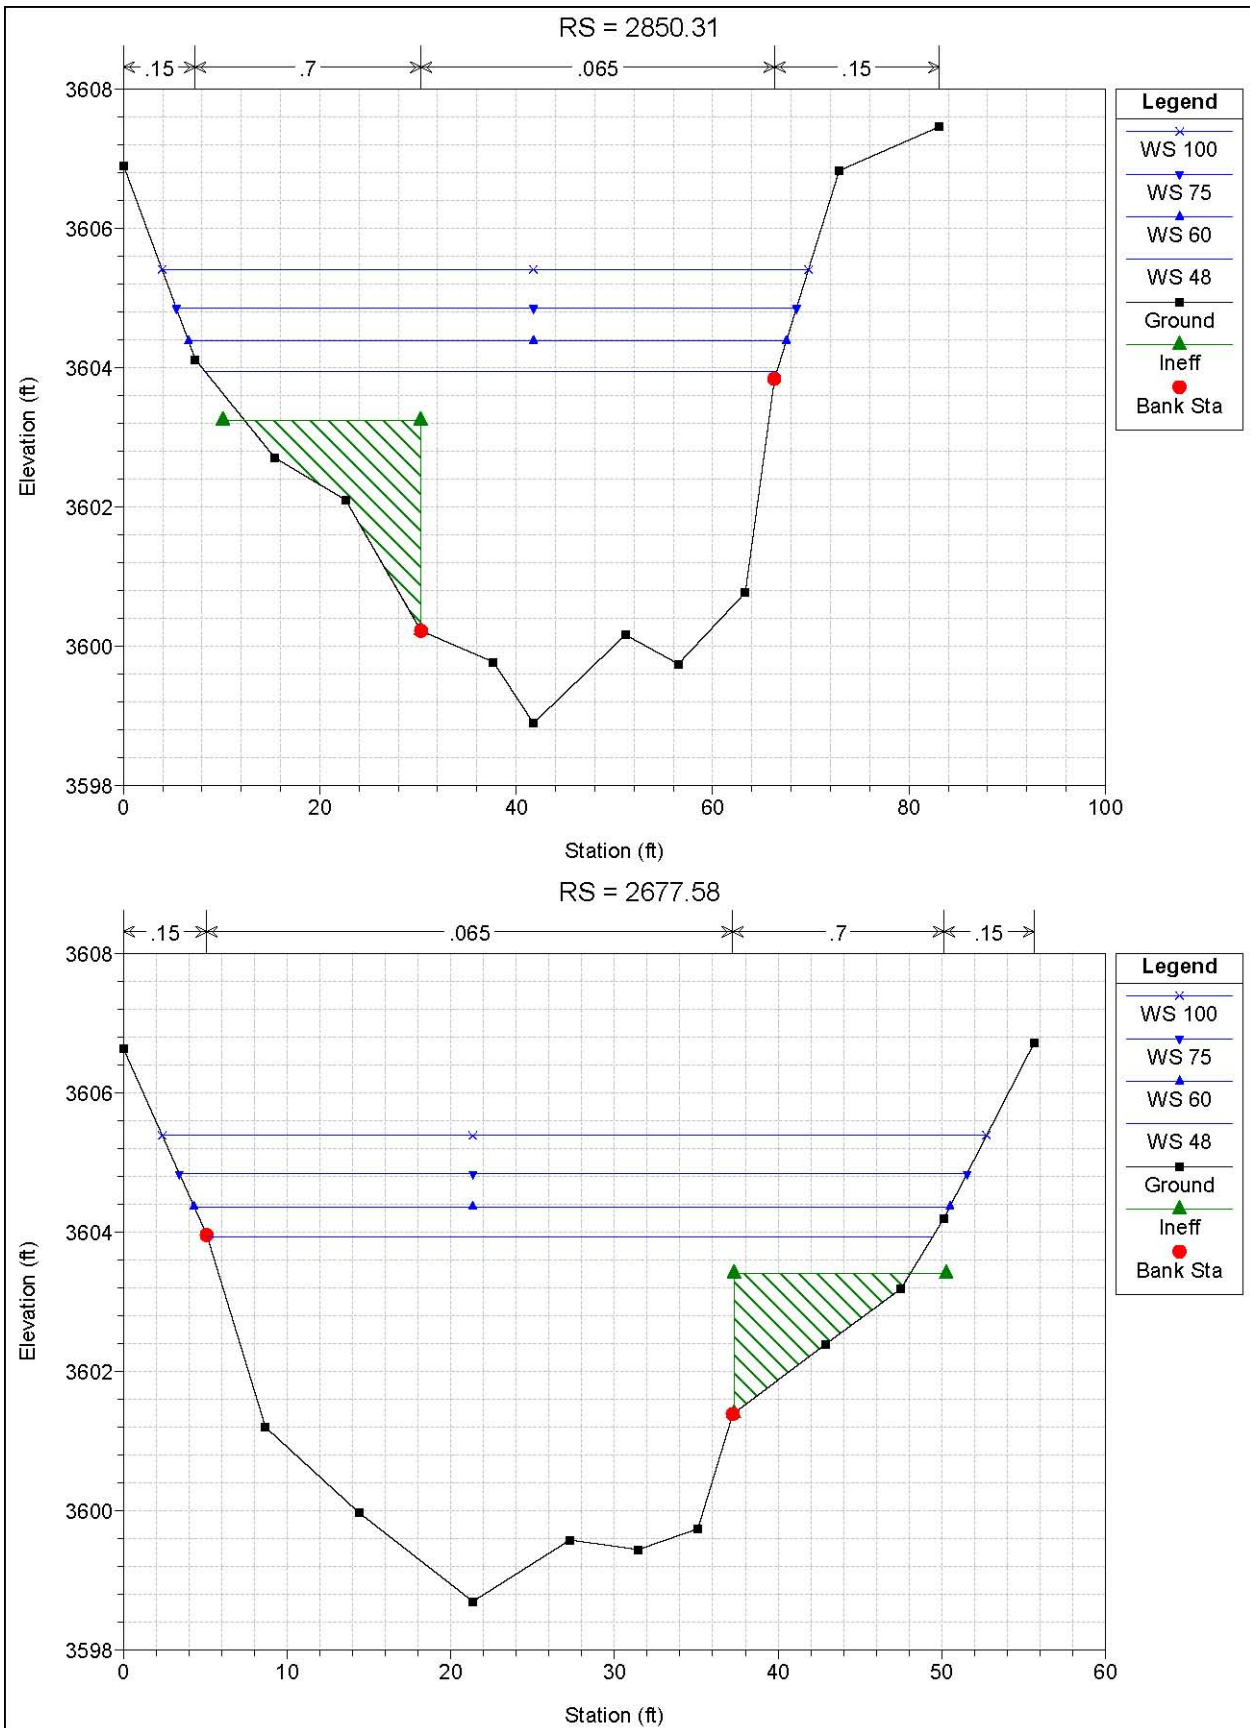 RS = 2850.31
.15 .7 .065 .15
3608
3606
3604
3602
3600
3598
Elevation (ft)
0 20 40 60 80 100
Station (ft)
Legend
WS 100
WS 75
WS 60
WS 48
Ground
Ineff
Bank Sta
RS = 2677.58
.15 .065 .7 .15
3608
3606
3604
3602
3600
3598
Elevation (ft)
0 10 20 30 40 50 60
Station (ft)
Legend
WS 100
WS 75
WS 60
WS 48
Ground
Ineff
Bank Sta